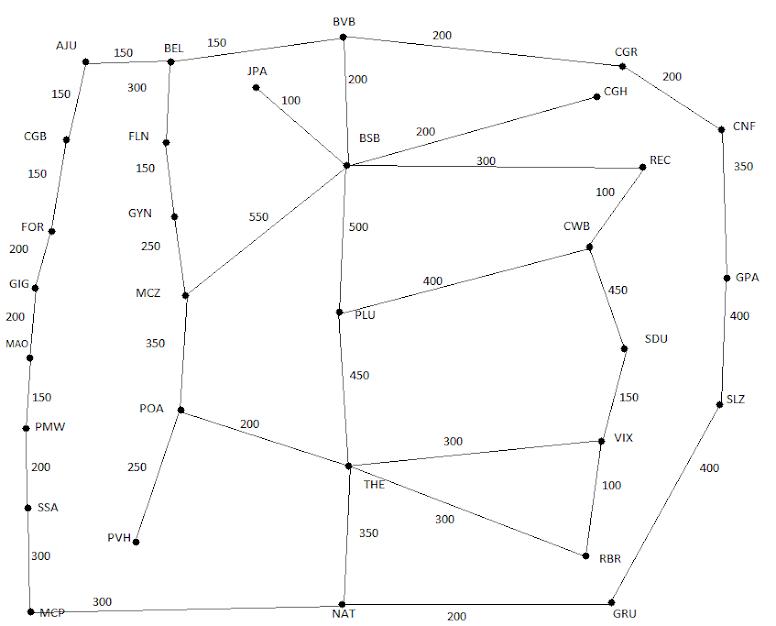 BVB
AJU
150
BEL
150
200
CGR
JPA
200
200
150
300
100
CGH
CNF
CGB
FLN
BSB
200
150
150
300
REC
350
100
FOR
GYN
550
500
CWB
200
250
GIG
MCZ
400
450
GPA
200
PLU
400
MAO
350
SDU
450
150
POA
150
SLZ
PMW
200
300
VIX
200
250
THE
100
400
SSA
300
PVH
350
300
RBR
300
MCP
NAT
200
GRU